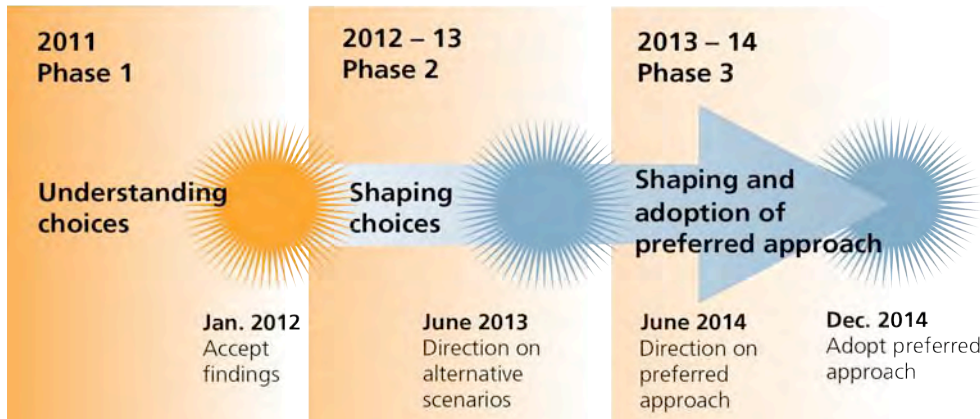 2011
Phase 1
2012 – 13
Phase 2
2013 – 14
Phase 3
Understanding
choices
Shaping
choices
Shaping and
adoption of
preferred approach
Jan. 2012
Accept
findings
June 2013
Direction on
alternative
scenarios
June 2014
Direction on
preferred
approach
Dec. 2014
Adopt preferred
approach